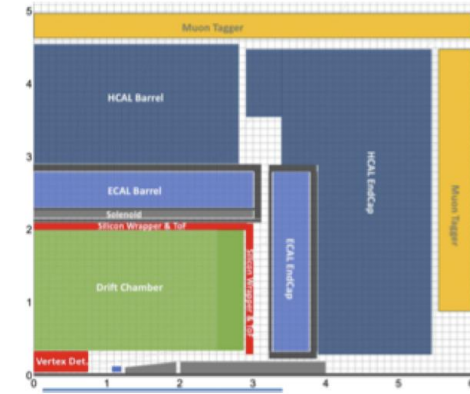 5
Muon Tagger
4
HCAL Barrel
3
HCAL EndCap
Muon Tagger
ECAL Barrel
Solenoid
2
Silicon Wrapper & ToF
ECAL EndCap
Silicon Wrapper & ToF
Drift Chamber
1
Vertex Det.
0
0
1
2
3
4
5
6